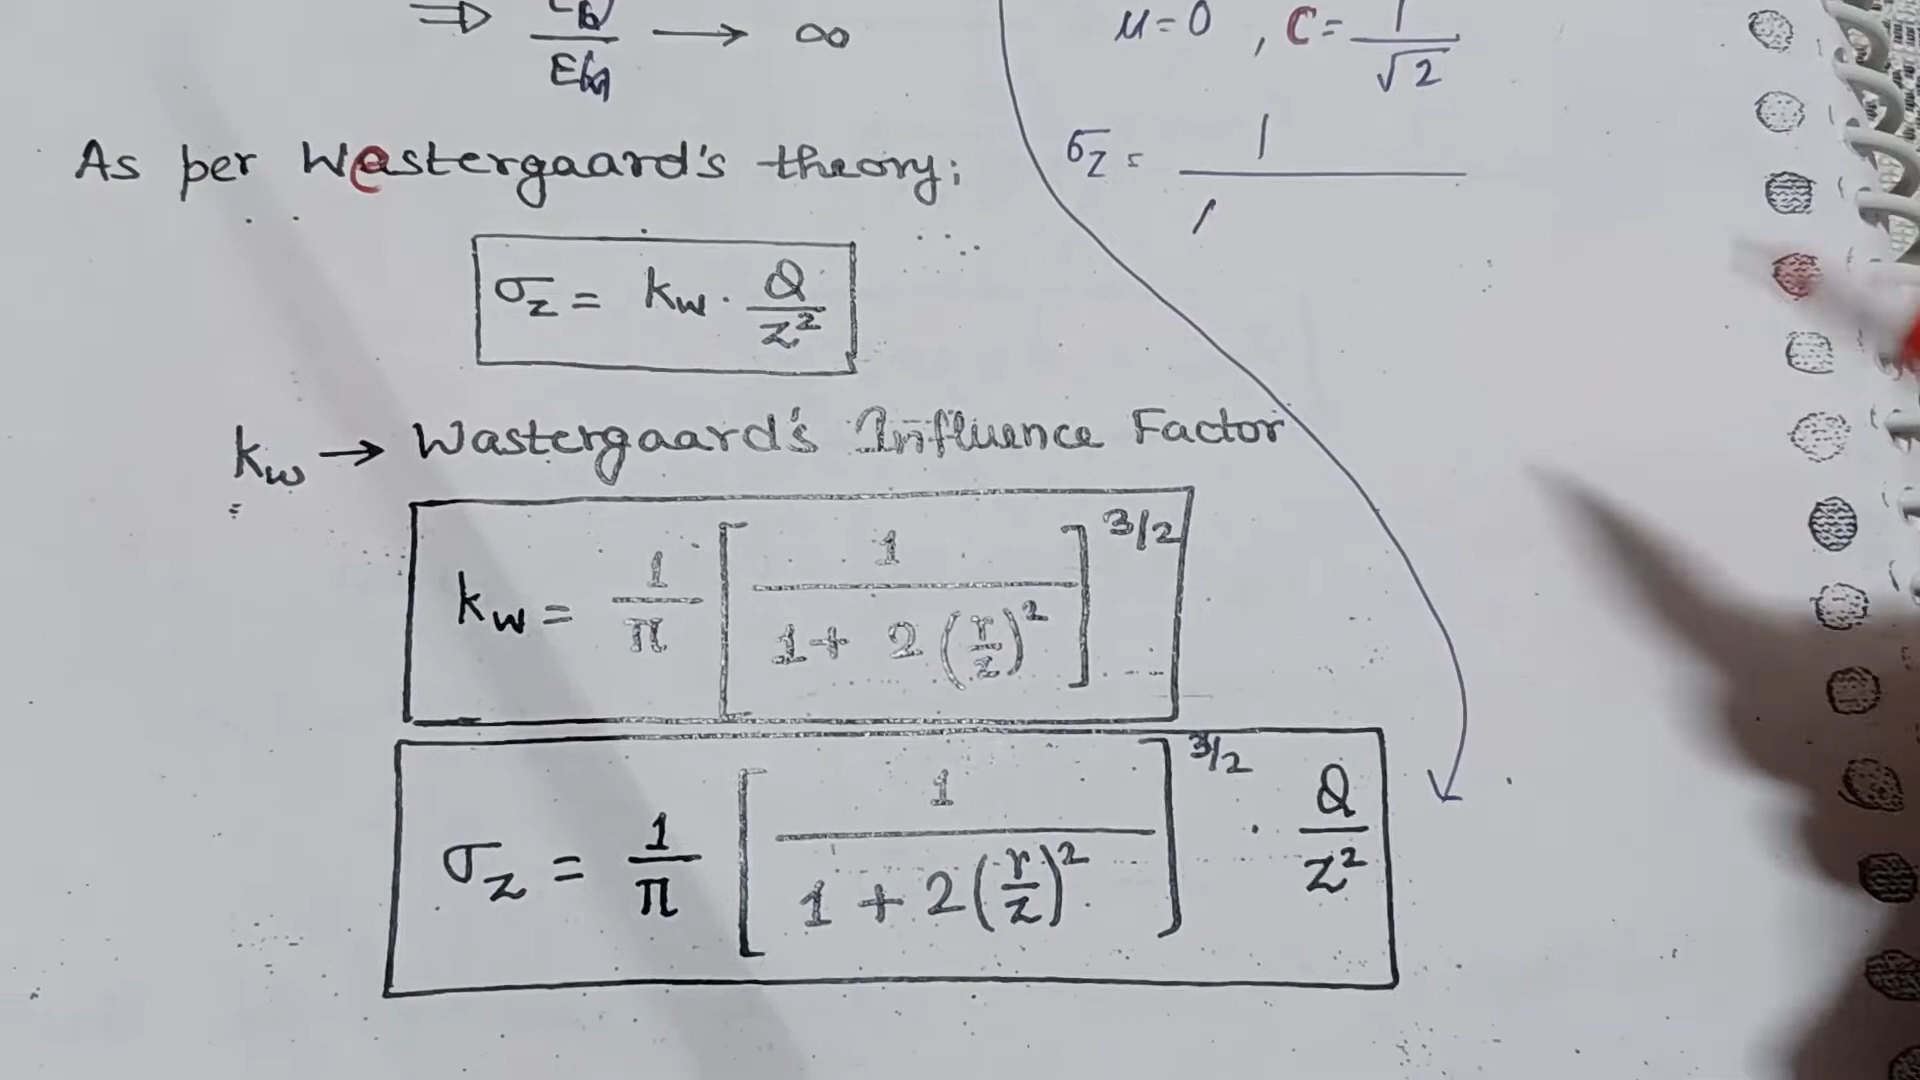 ⇒ E(h) → ∞
μ = 0 , C = 1/√2
As per Westergaard's theory;
σz = 1
σz = kw · Q/z²
kw → Wastergaard's Influence Factor
kw = 1/π [1/(1 + 2(r/z)²)]^3/2
σz = 1/π [1/(1 + 2(r/z)²)]^3/2 · Q/z²